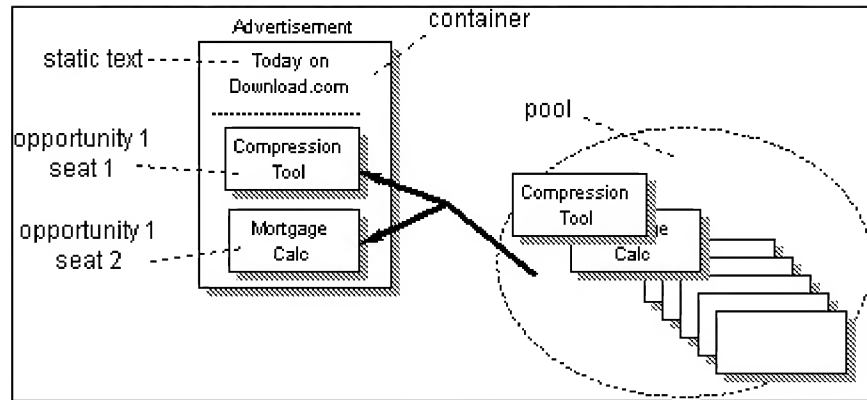 Advertisement
container
static text
Today on
Download.com
pool
opportunity 1
seat 1
Compression
Tool
Compression
Tool
opportunity 1
seat 2
Mortgage
Calc
Calc